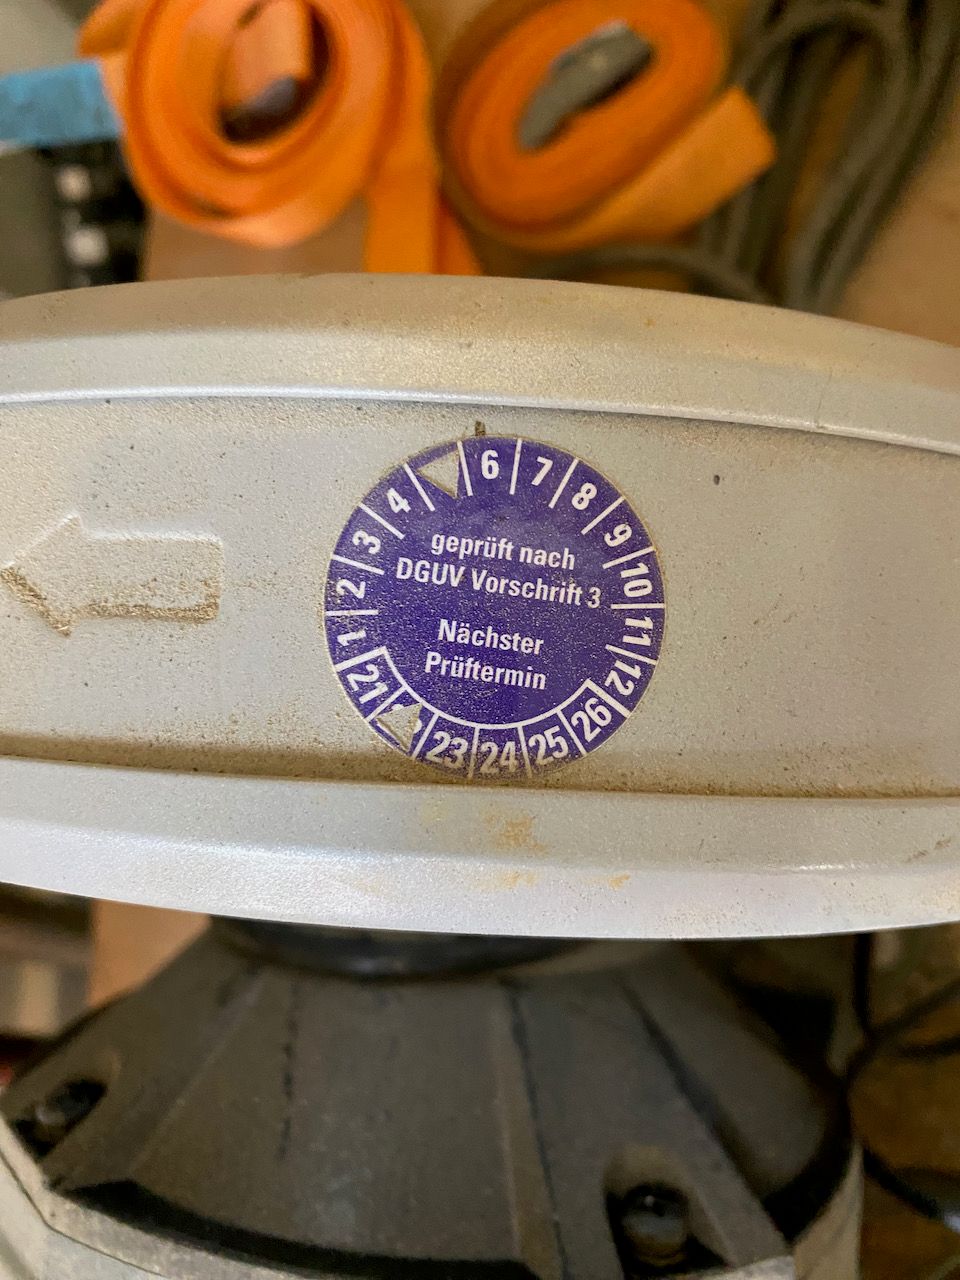 1 2 3 4 6 7 8 9 10 11 12
geprüft nach
DGUV Vorschrift 3
Nächster
Prüftermin
21 23 24 25 26